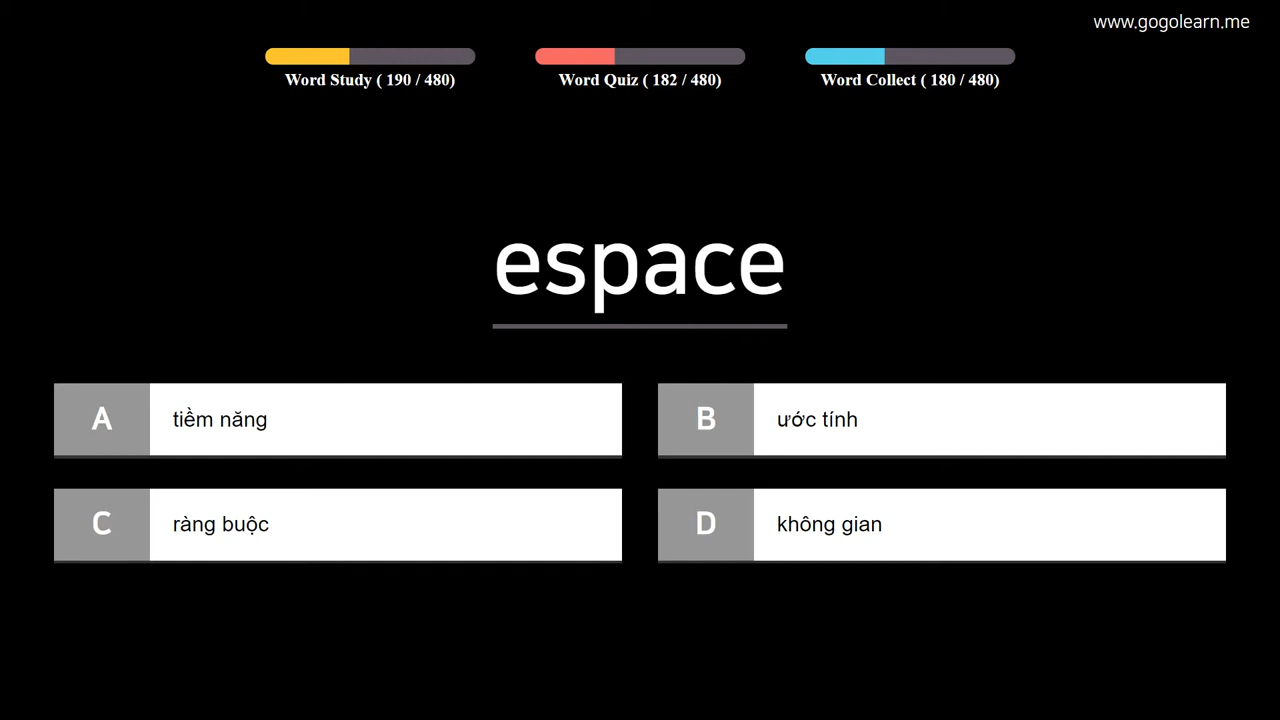 www.gogolearn.me
Word Study ( 190 / 480)
Word Quiz ( 182 / 480)
Word Collect ( 180 / 480)
espace
A tiềm năng
B ước tính
C ràng buộc
D không gian